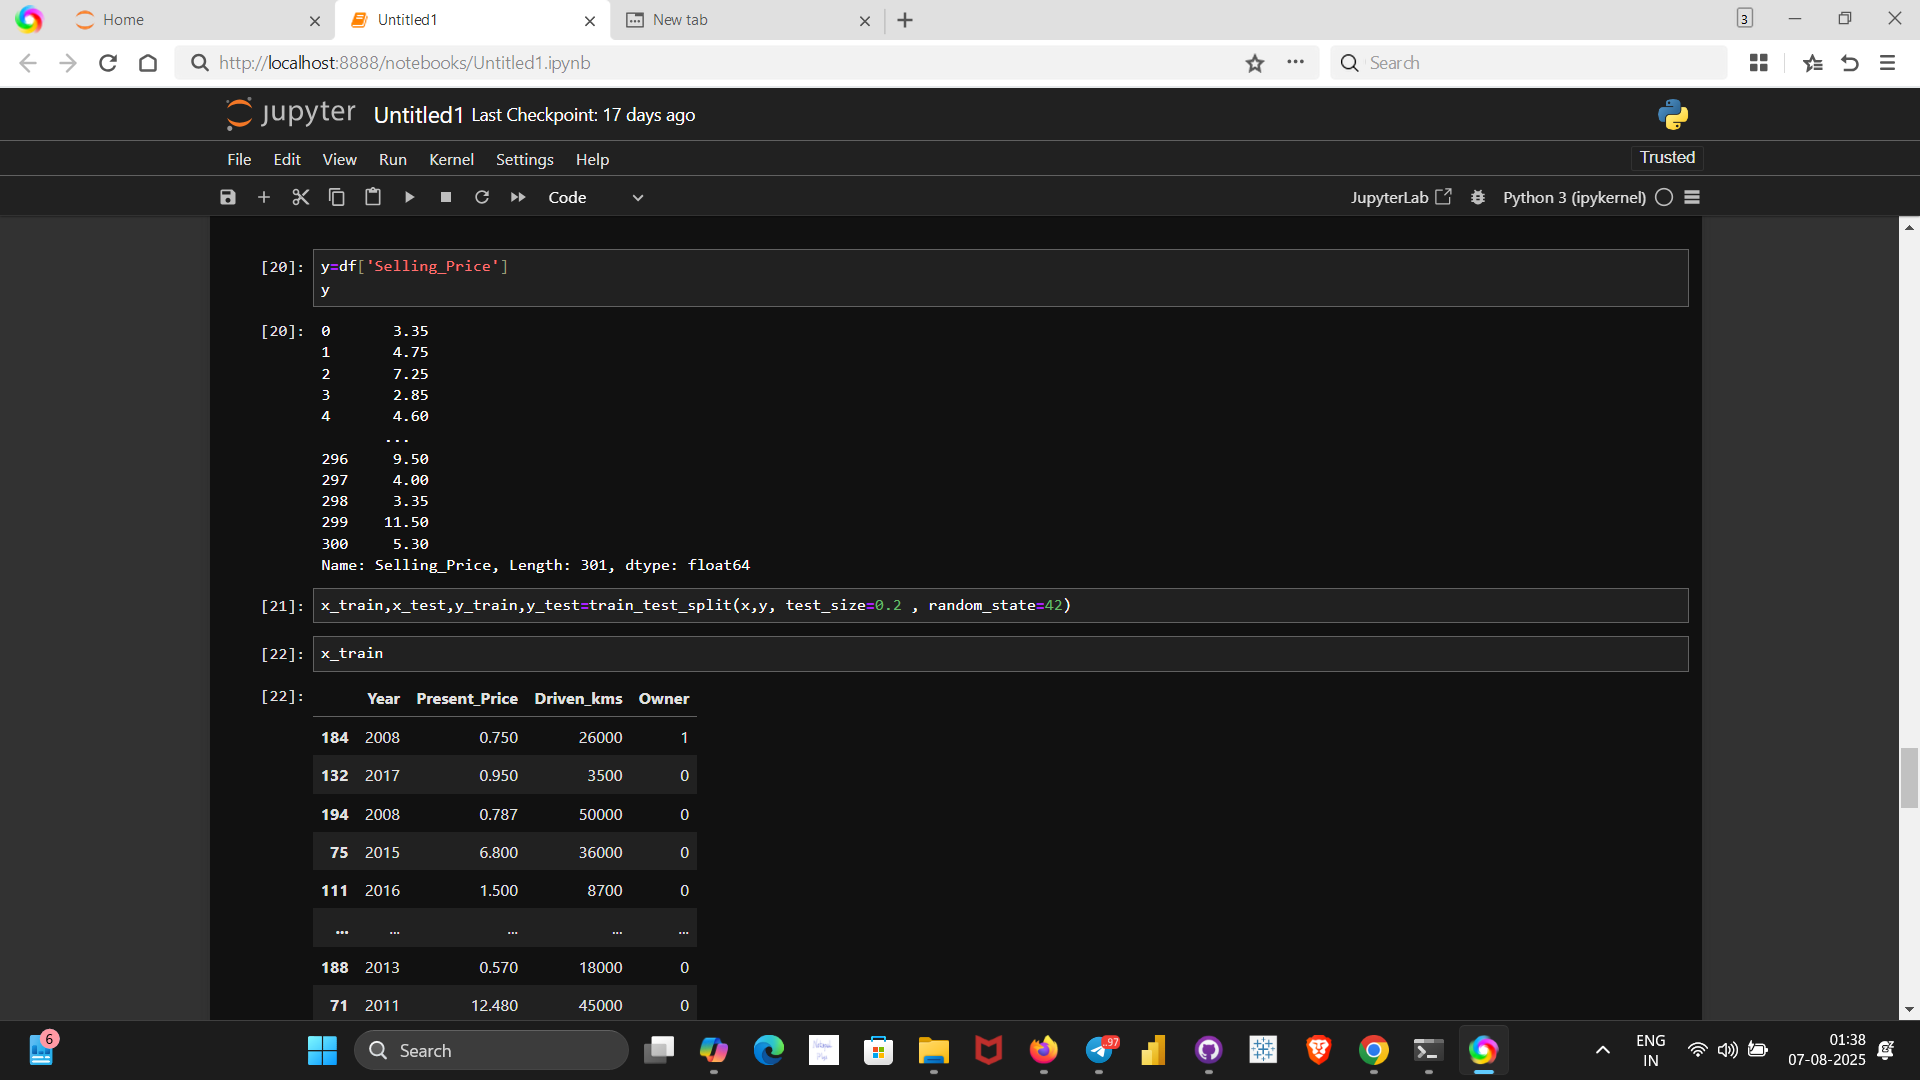 Home
Untitled1
New tab
3
http://localhost:8888/notebooks/Untitled1.ipynb
Search
jupyter Untitled1 Last Checkpoint: 17 days ago
File Edit View Run Kernel Settings Help
Trusted
Code
JupyterLab
Python 3 (ipykernel)
[20]: y=df['Selling_Price']
y
[20]: 0 3.35
1 4.75
2 7.25
3 2.85
4 4.60
...
296 9.50
297 4.00
298 3.35
299 11.50
300 5.30
Name: Selling_Price, Length: 301, dtype: float64
[21]: x_train,x_test,y_train,y_test=train_test_split(x,y, test_size=0.2 , random_state=42)
[22]: x_train
[22]: Year Present_Price Driven_kms Owner
184 2008 0.750 26000 1
132 2017 0.950 3500 0
194 2008 0.787 50000 0
75 2015 6.800 36000 0
111 2016 1.500 8700 0
... ... ... ... ...
188 2013 0.570 18000 0
71 2011 12.480 45000 0
6
Search
97
ENG
IN
01:38
07-08-2025